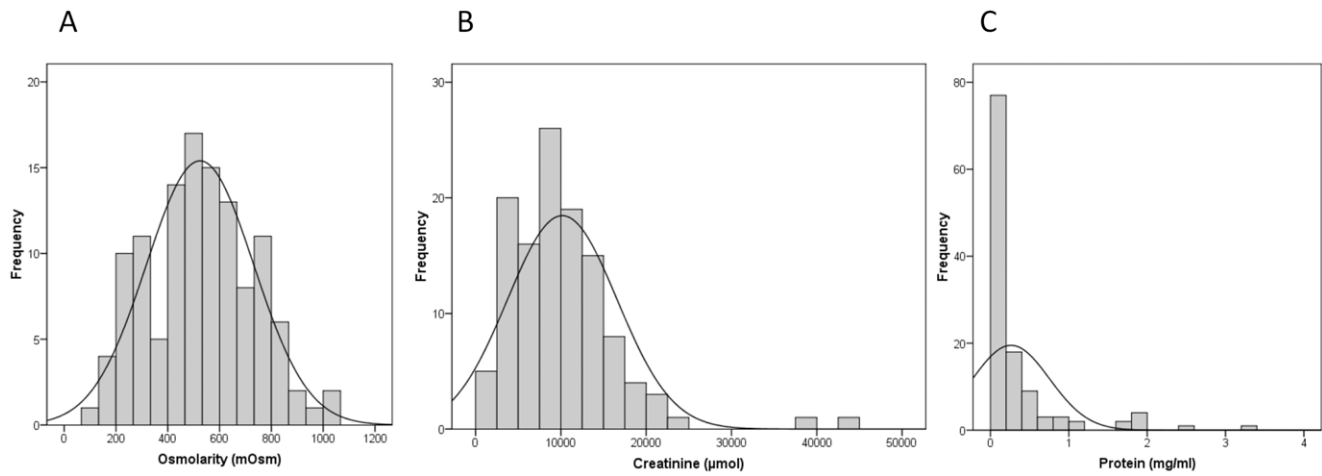 A
B
C
20
15
10
5
0
Frequency
0 200 400 600 800 1000 1200
Osmolarity (mOsm)
30
20
10
0
Frequency
0 10000 20000 30000 40000 50000
Creatinine (µmol)
80
60
40
20
0
Frequency
0 1 2 3 4
Protein (mg/ml)